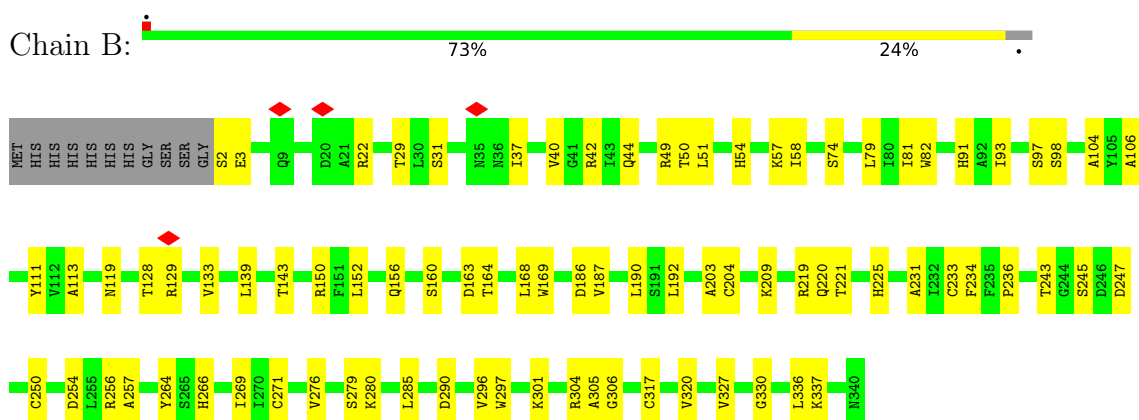 Chain B:
73% 24%
MET HIS HIS HIS HIS HIS HIS GLY SER SER GLY S2 E3 Q9 D20 A21 R22 T29 L30 S31 N35 N36 I37 V40 G41 R42 I43 Q44 R49 T50 L51 H54 K57 I58 S74 L79 I80 I81 W82 H91 A92 I93 S97 S98 A104 Y105 A106
Y111 V112 A113 N119 T128 R129 V133 L139 T143 R150 F151 L152 Q156 S160 D163 T164 L168 W169 D186 V187 L190 S191 L192 A203 C204 K209 R219 Q220 T221 H225 A231 I232 C233 F234 F235 P236 T243 G244 S245 D246 D247
C250 D254 L255 R256 A257 Y264 S265 H266 I269 I270 C271 V276 S279 K280 L285 D290 V296 W297 K301 R304 A305 G306 C317 V320 V327 G330 L336 K337 N340